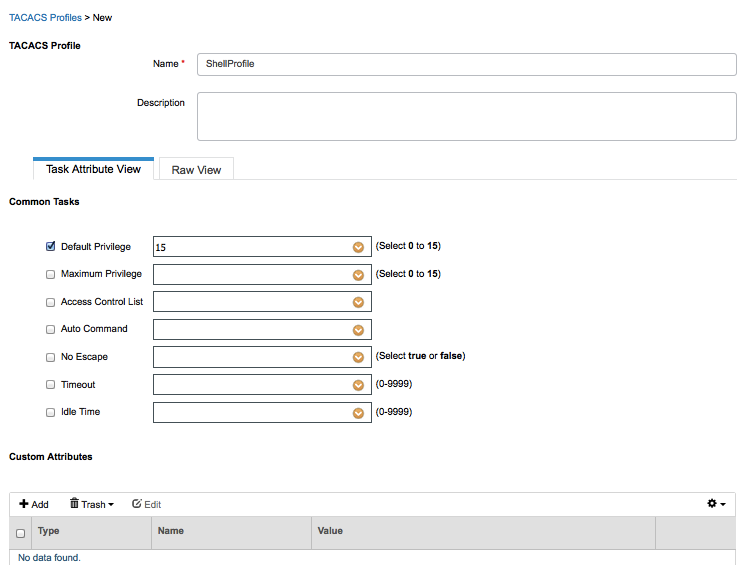 TACACS Profiles > New
TACACS Profile
Name *
ShellProfile
Description
Task Attribute View
Raw View
Common Tasks
Default Privilege 15 (Select 0 to 15)
Maximum Privilege (Select 0 to 15)
Access Control List
Auto Command
No Escape (Select true or false)
Timeout (0-9999)
Idle Time (0-9999)
Custom Attributes
Add Trash Edit
Type Name Value
No data found.